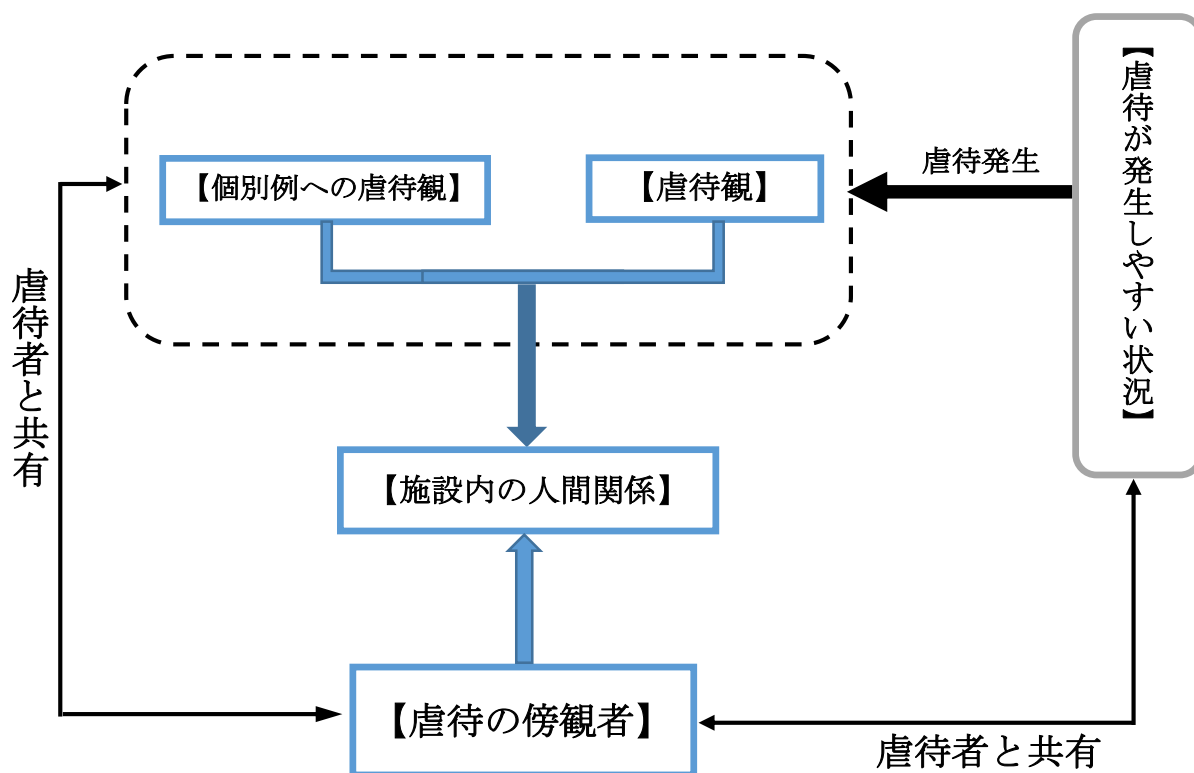 【虐待が発生しやすい状況】
虐待発生
【個別例への虐待観】
【虐待観】
虐待者と共有
【施設内の人間関係】
【虐待の傍観者】
虐待者と共有